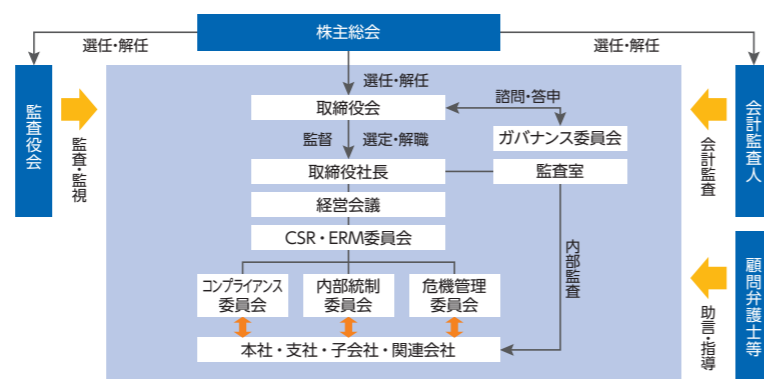 株主総会
選任・解任
選任・解任
選任・解任
監査役会
監査・監視
取締役会
諮問・答申
ガバナンス委員会
監督
選定・解職
取締役社長
監査室
経営会議
CSR・ERM委員会
内部監査
コンプライアンス
委員会
内部統制
委員会
危機管理
委員会
本社・支社・子会社・関連会社
会計監査人
会計監査
顧問弁護士等
助言・指導